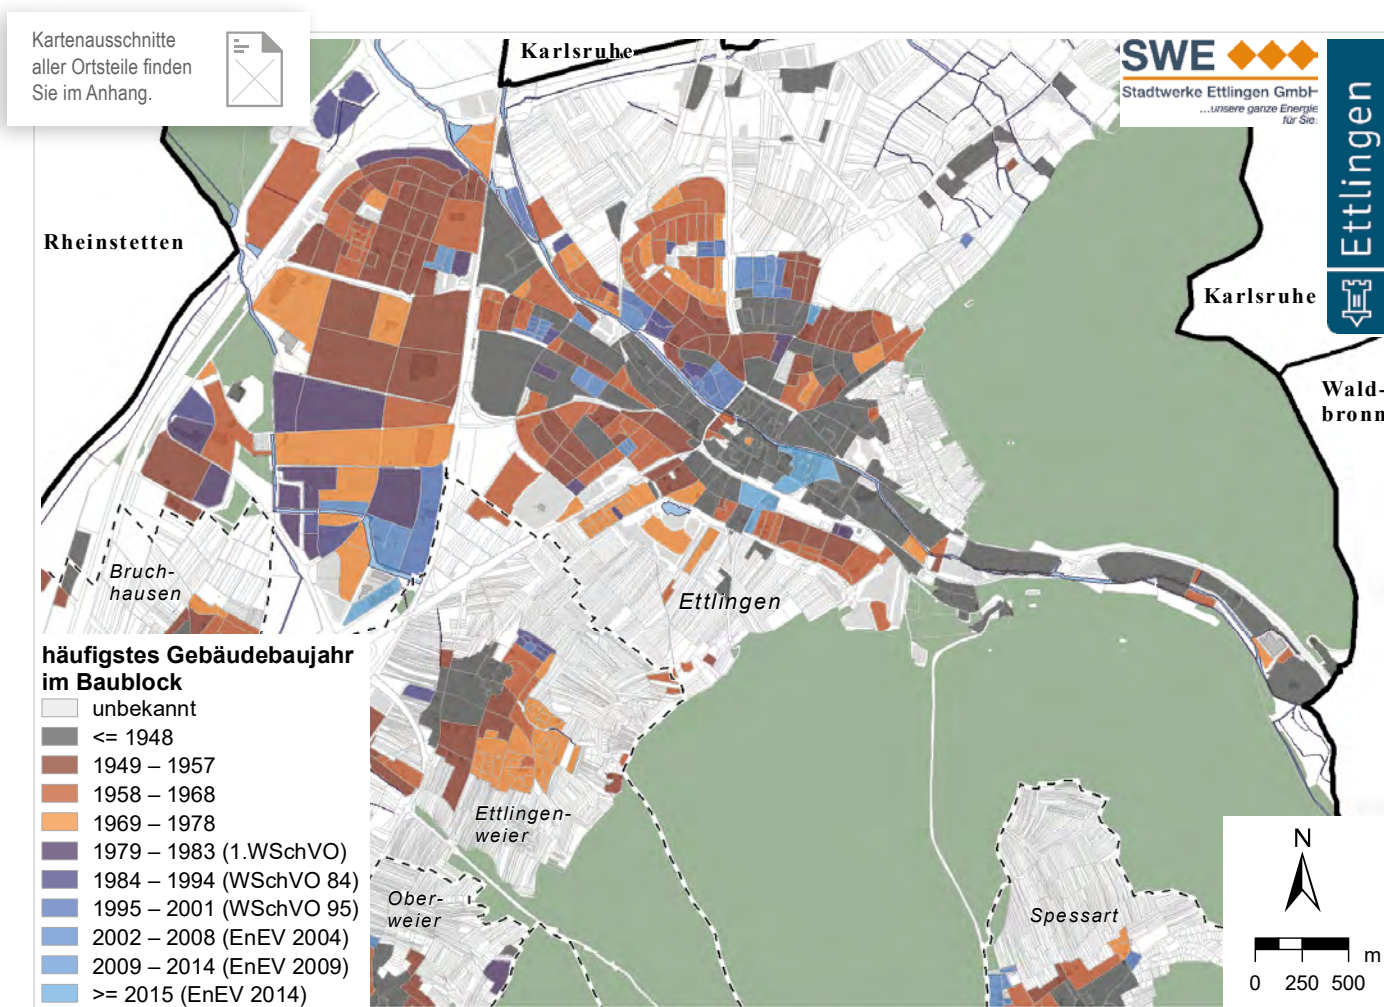 Kartenausschnitte
aller Ortsteile finden
Sie im Anhang.
Karlsruhe
SWE
Stadtwerke Ettlingen GmbH
...unsere ganze Energie
für Sie.
Ettlingen
Rheinstetten
Karlsruhe
Wald-
bronn
Bruch-
hausen
Ettlingen
häufigstes Gebäudebaujahr
im Baublock
unbekannt
<= 1948
1949 – 1957
1958 – 1968
1969 – 1978
1979 – 1983 (1.WSchVO)
1984 – 1994 (WSchVO 84)
1995 – 2001 (WSchVO 95)
2002 – 2008 (EnEV 2004)
2009 – 2014 (EnEV 2009)
>= 2015 (EnEV 2014)
Ettlingen-
weier
Ober-
weier
Spessart
N
m
0 250 500